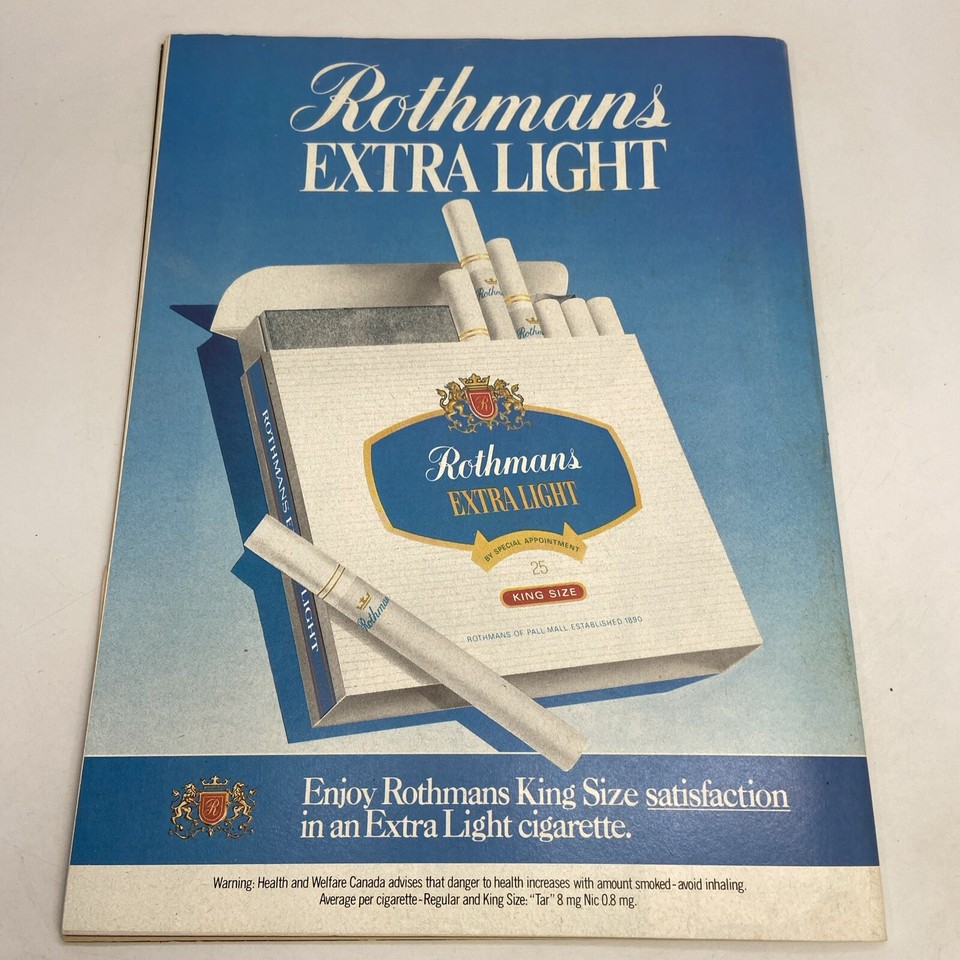 Rothmans
EXTRA LIGHT
Rothmans
EXTRA LIGHT
BY SPECIAL APPOINTMENT
25
KING SIZE
ROTHMANS OF PALL MALL ESTABLISHED 1890
ROTHMANS
LIGHT
Rothmans
R
Enjoy Rothmans King Size satisfaction
in an Extra Light cigarette.
Warning: Health and Welfare Canada advises that danger to health increases with amount smoked-avoid inhaling.
Average per cigarette-Regular and King Size: "Tar" 8 mg Nic 0.8 mg.